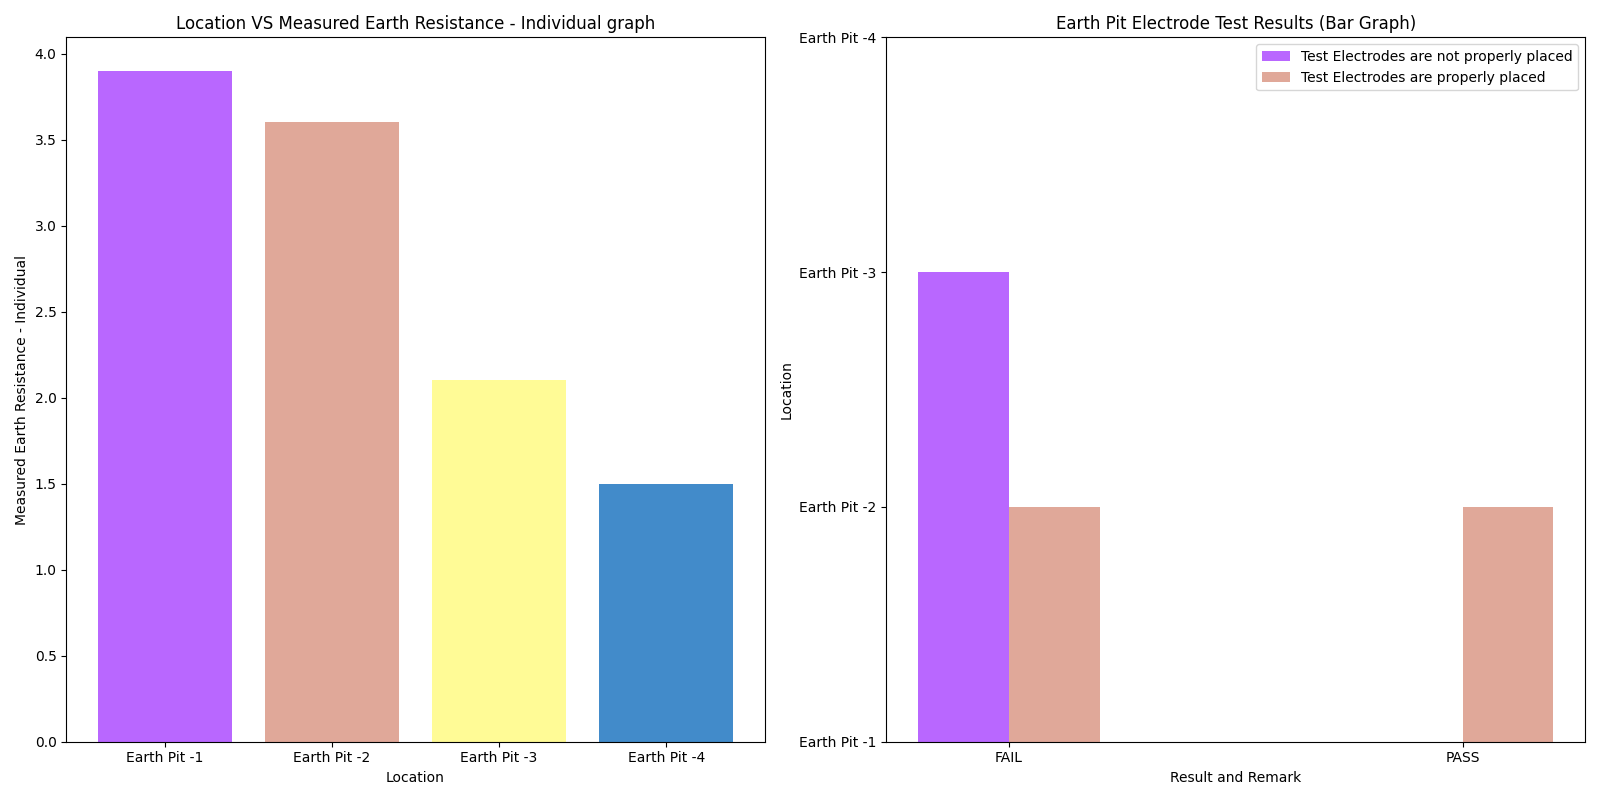 Location VS Measured Earth Resistance - Individual graph
Measured Earth Resistance - Individual
4.0
3.5
3.0
2.5
2.0
1.5
1.0
0.5
0.0
Earth Pit -1
Earth Pit -2
Earth Pit -3
Earth Pit -4
Location
Earth Pit Electrode Test Results (Bar Graph)
Test Electrodes are not properly placed
Test Electrodes are properly placed
Location
Earth Pit -4
Earth Pit -3
Earth Pit -2
Earth Pit -1
FAIL
PASS
Result and Remark